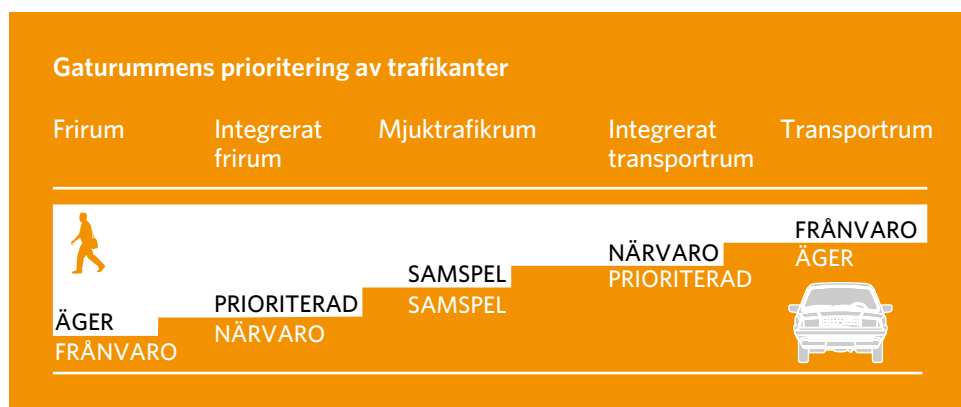 Gaturummens prioritering av trafikanter
Frirum
Integrerat
frirum
Mjuktrafikrum
Integrerat
transportrum
Transportrum
ÄGER
FRÅNVARO
PRIORITERAD
NÄRVARO
SAMSPEL
SAMSPEL
NÄRVARO
PRIORITERAD
FRÅNVARO
ÄGER